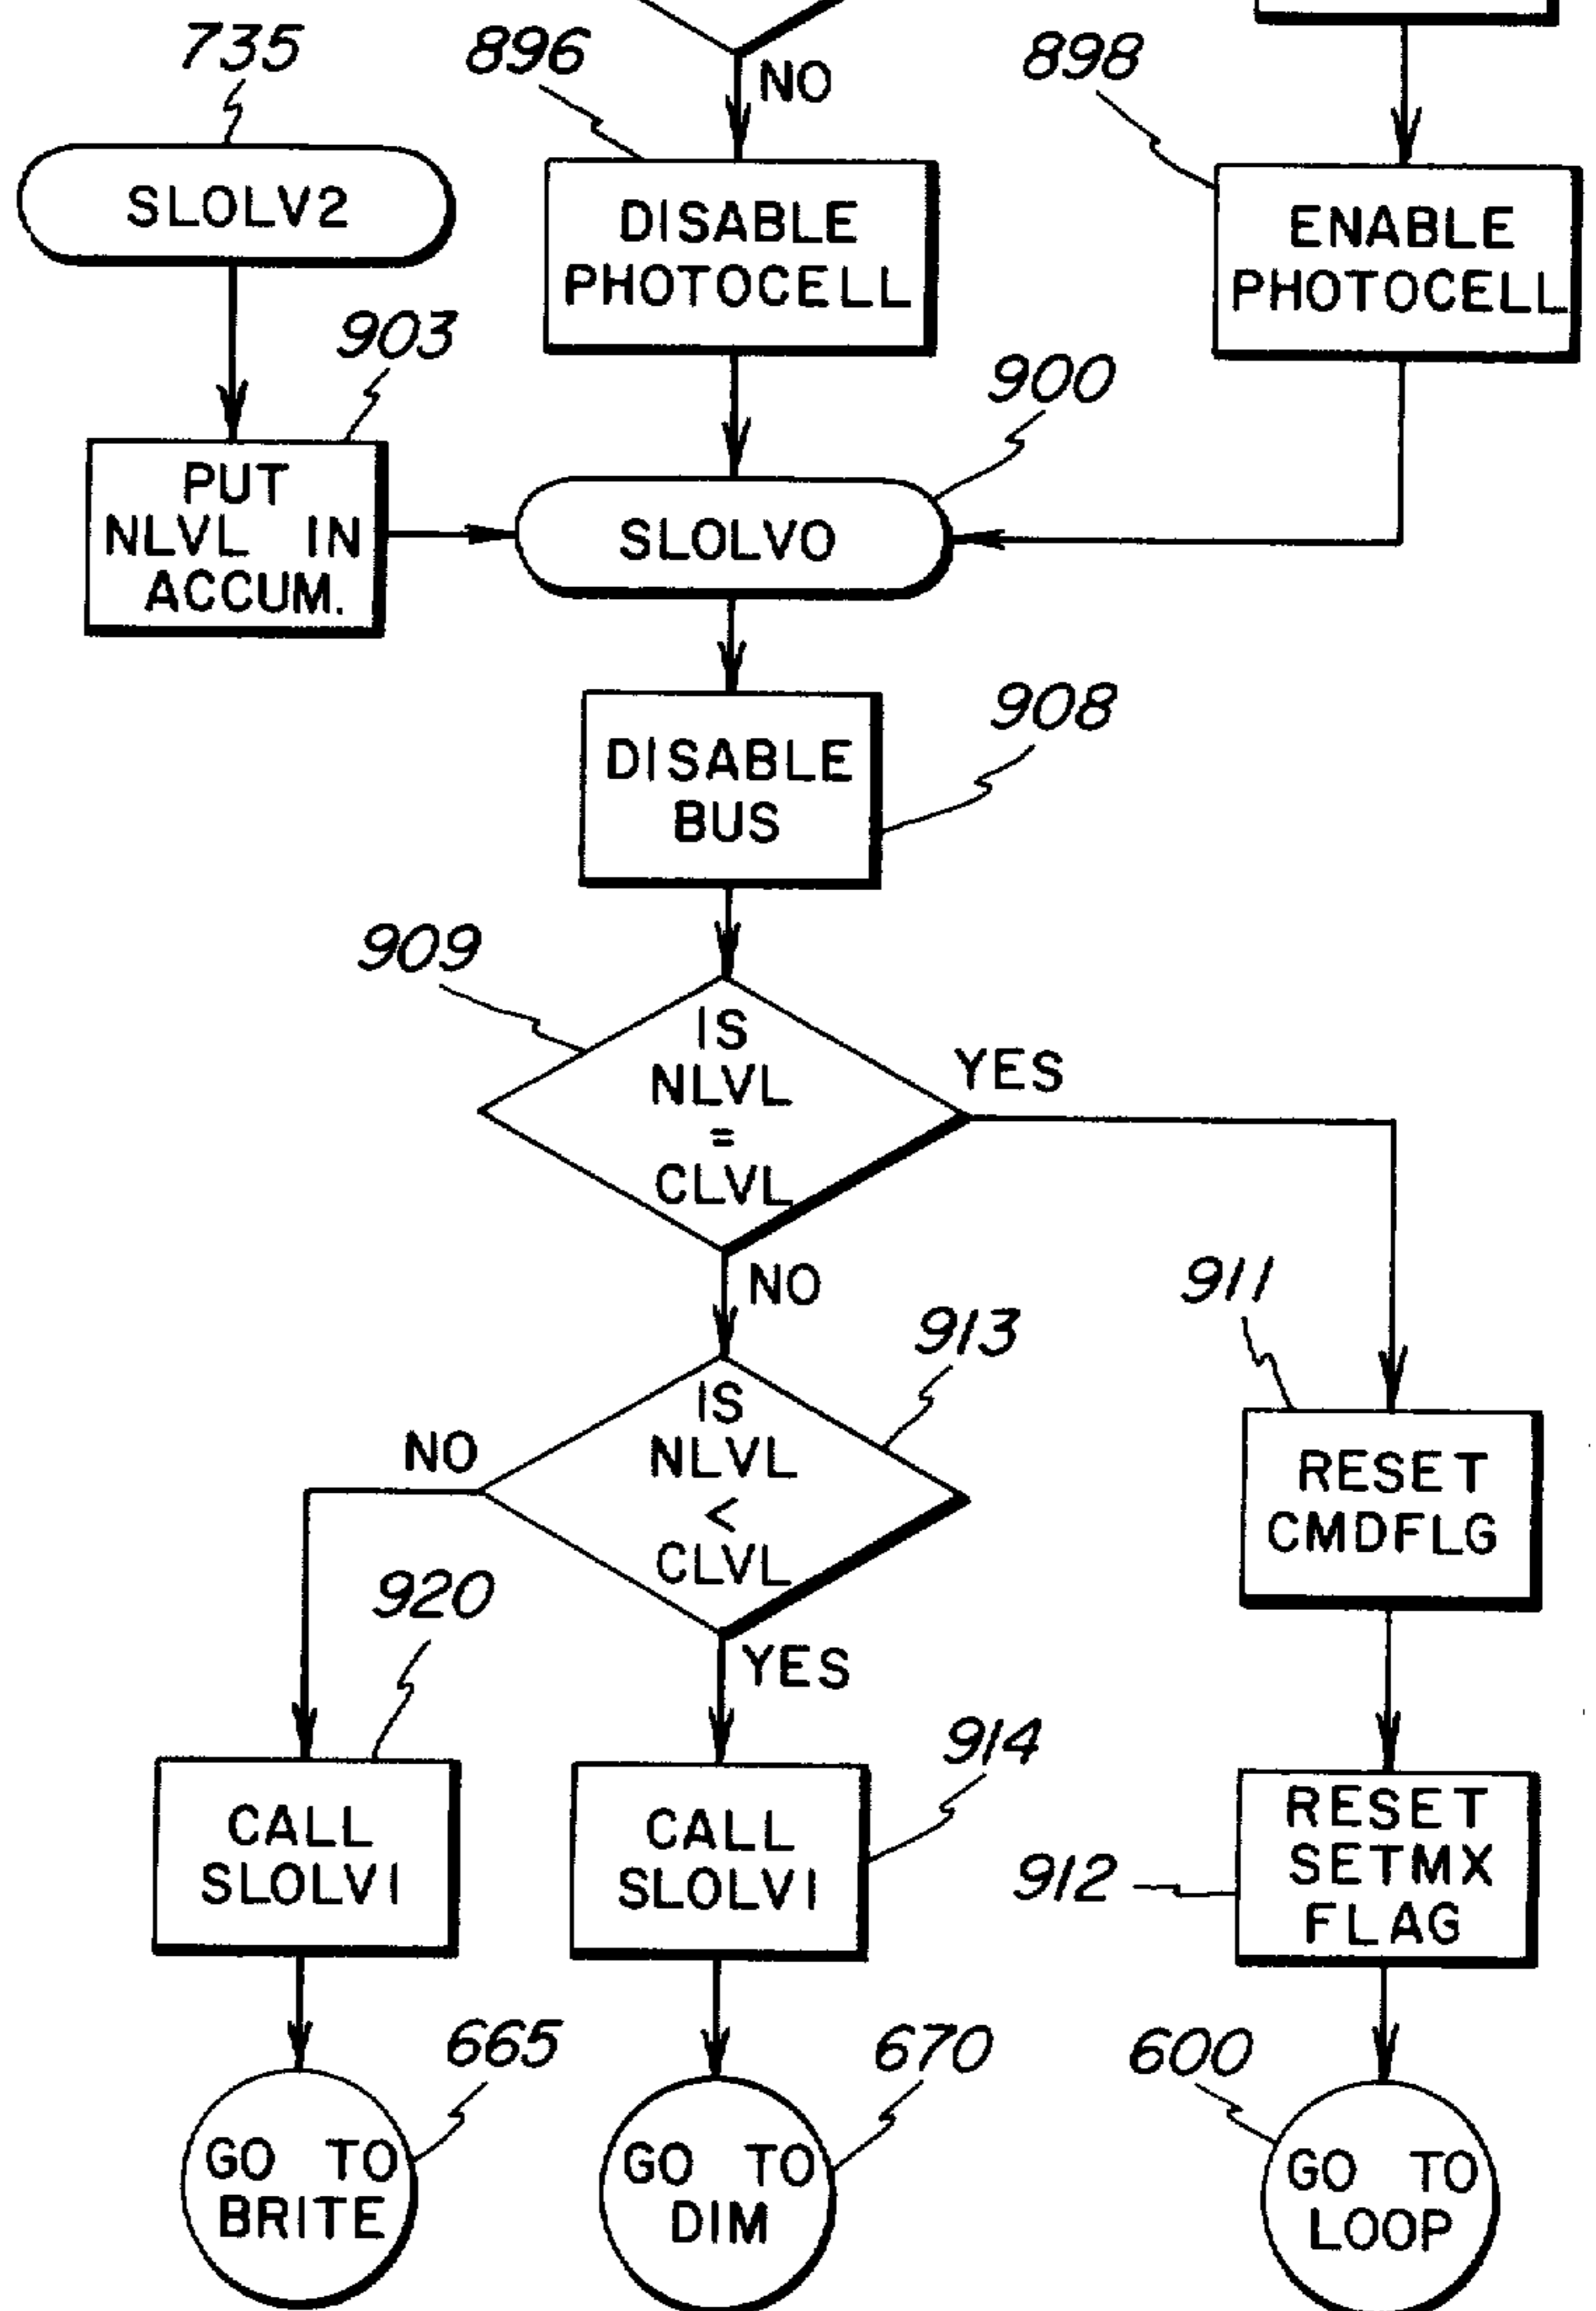 735
896
NO
898
SLOLV2
DISABLE
PHOTOCELL
ENABLE
PHOTOCELL
903
900
PUT
NLVL IN
ACCUM.
SLOLVO
908
DISABLE
BUS
909
IS
NLVL
=
CLVL
YES
NO
911
913
IS
NLVL
<
CLVL
NO
YES
RESET
CMDFLG
920
914
CALL
SLOLV1
CALL
SLOLV1
912
RESET
SETMX
FLAG
665
670
600
GO TO
BRITE
GO TO
DIM
GO TO
LOOP